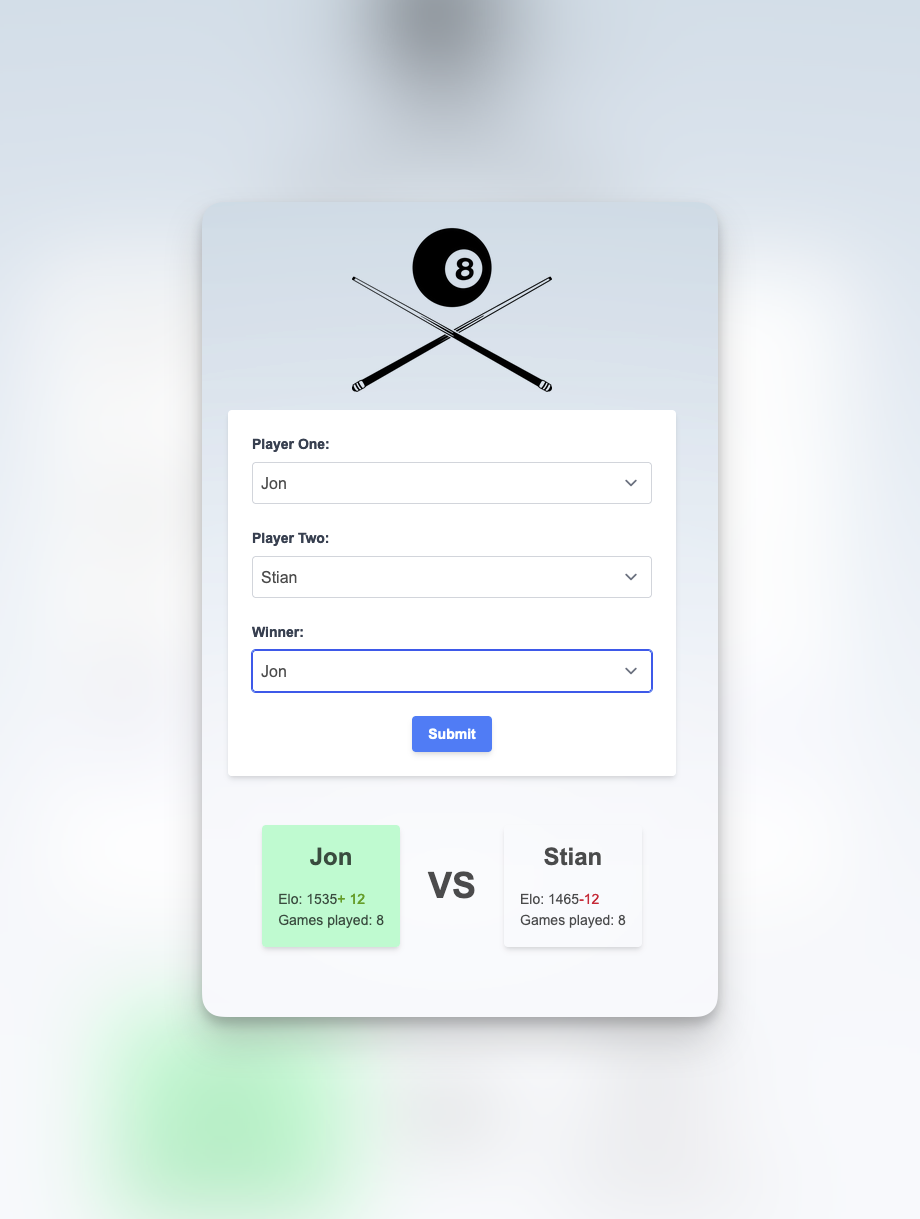 8
Player One:
Jon
Player Two:
Stian
Winner:
Jon
Submit
Jon
Elo: 1535+ 12
Games played: 8
VS
Stian
Elo: 1465-12
Games played: 8